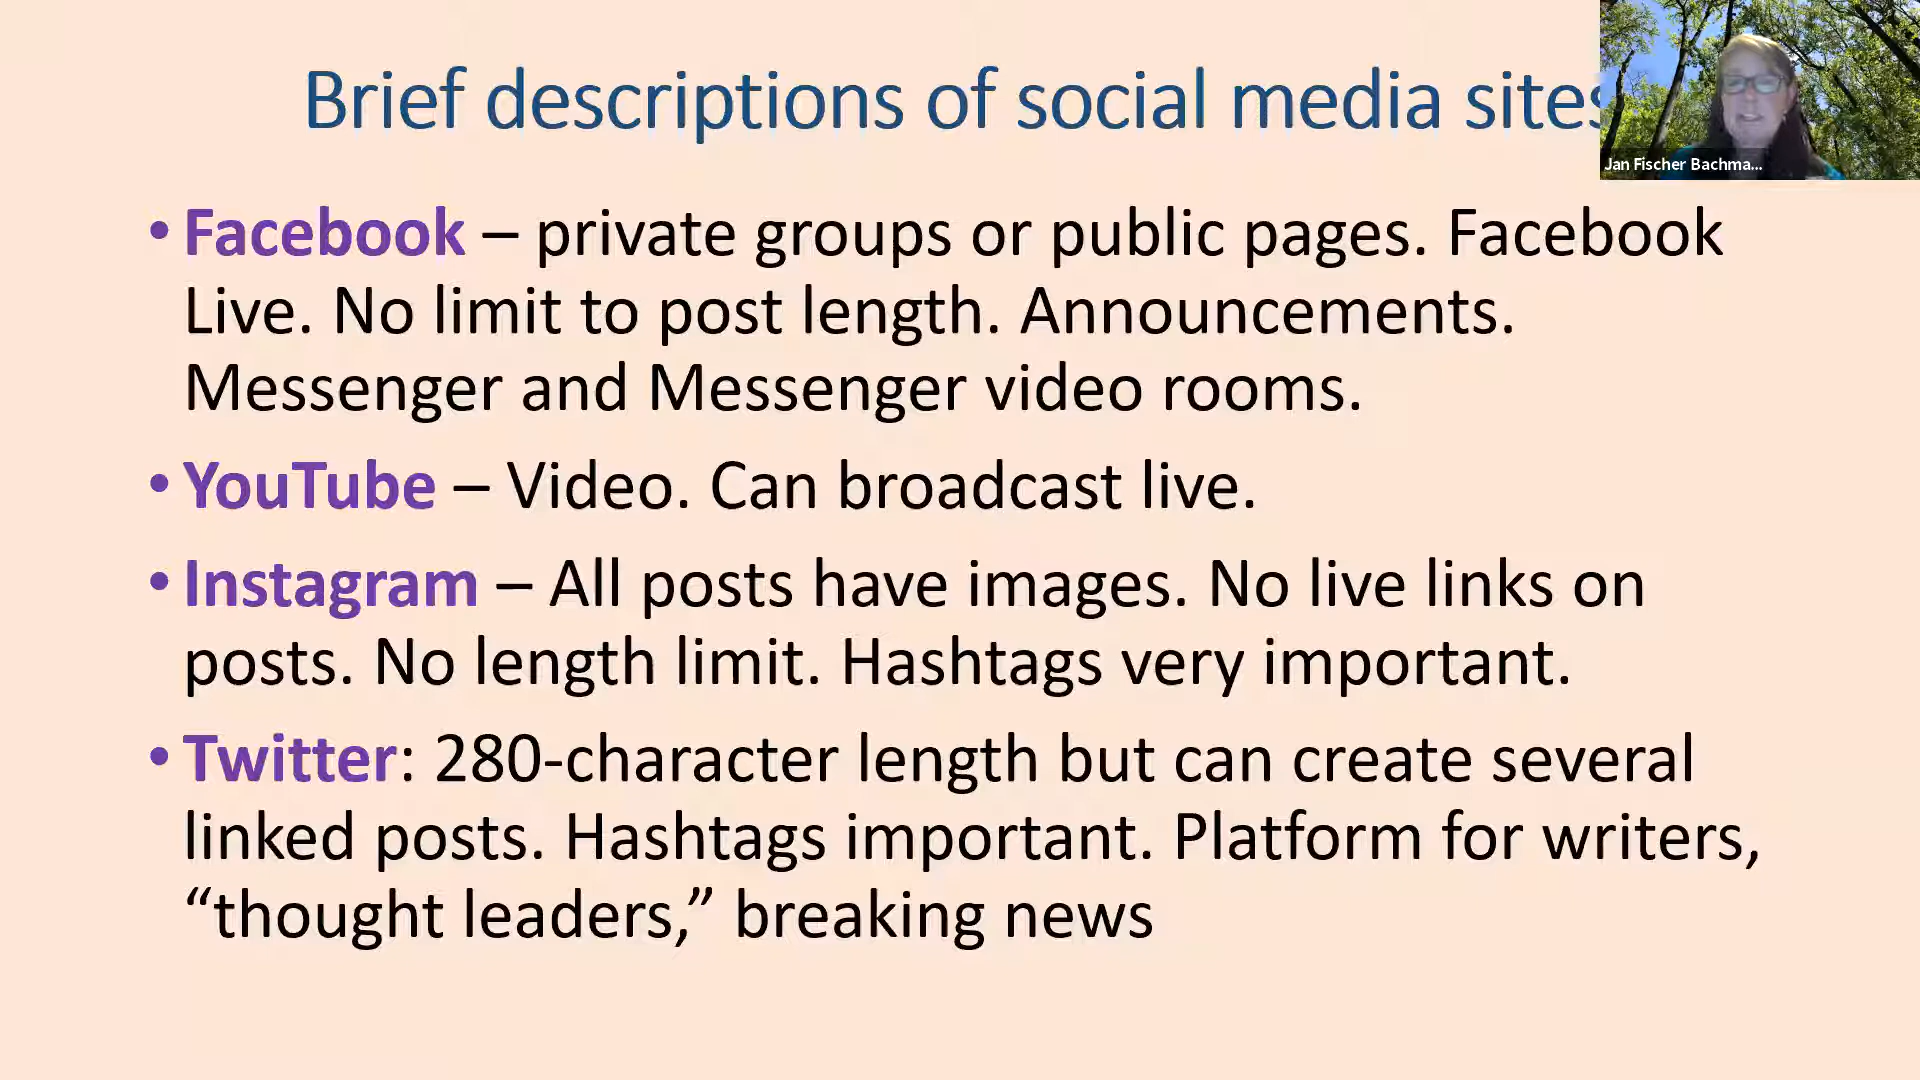 Brief descriptions of social media sites
Jan Fischer Bachma...
• Facebook – private groups or public pages. Facebook
Live. No limit to post length. Announcements.
Messenger and Messenger video rooms.
• YouTube – Video. Can broadcast live.
• Instagram – All posts have images. No live links on
posts. No length limit. Hashtags very important.
• Twitter: 280-character length but can create several
linked posts. Hashtags important. Platform for writers,
“thought leaders,” breaking news